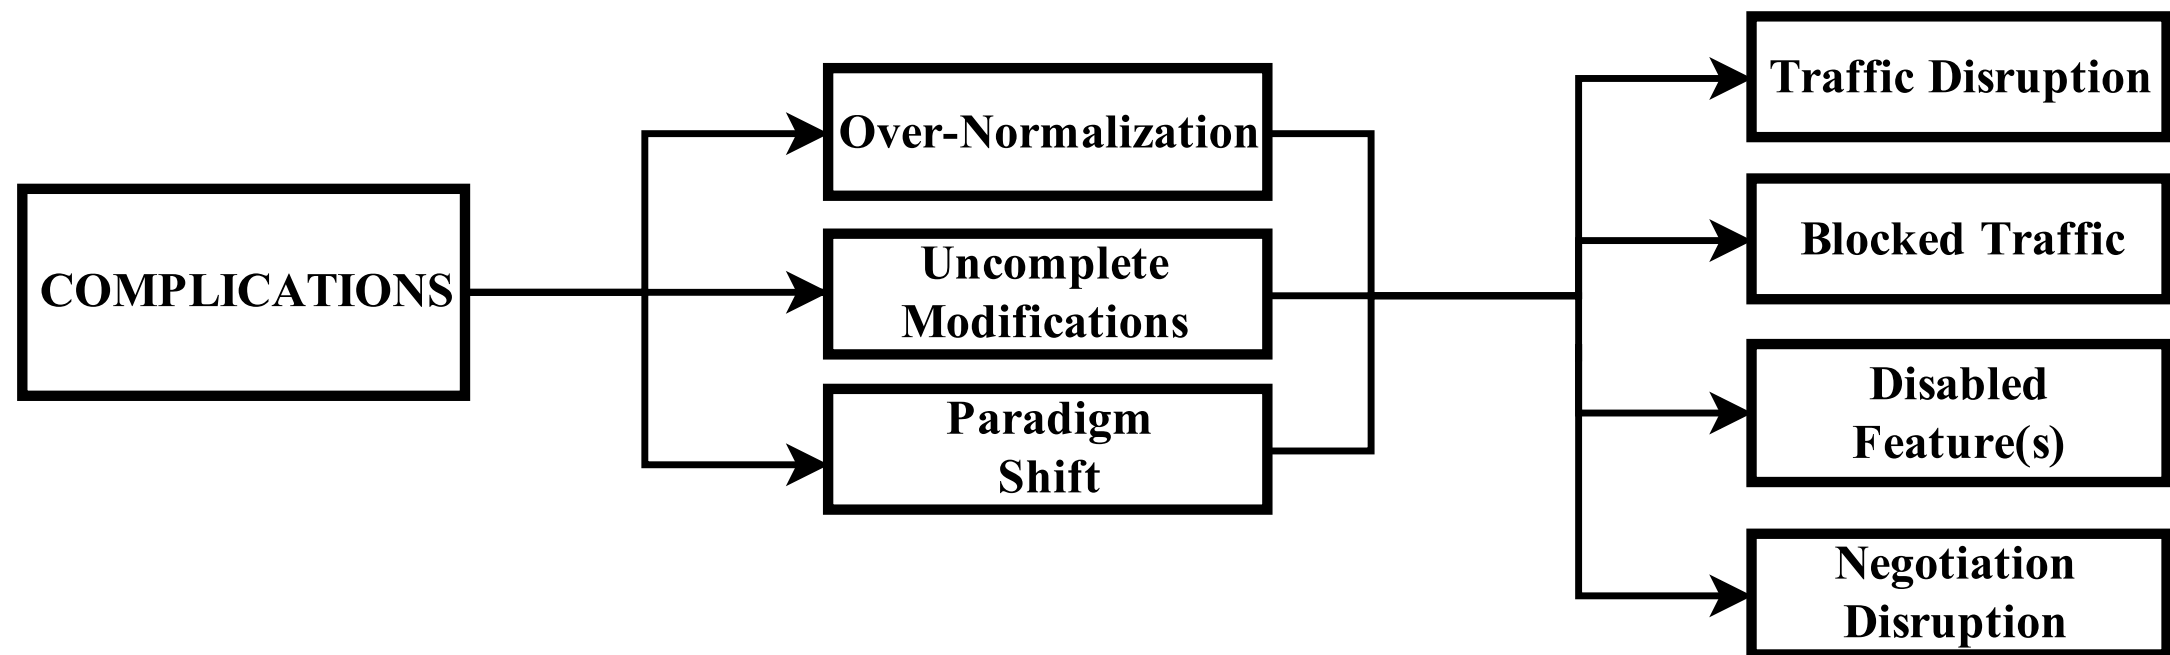 COMPLICATIONS
Over-Normalization
Uncomplete
Modifications
Paradigm
Shift
Traffic Disruption
Blocked Traffic
Disabled
Feature(s)
Negotiation
Disruption